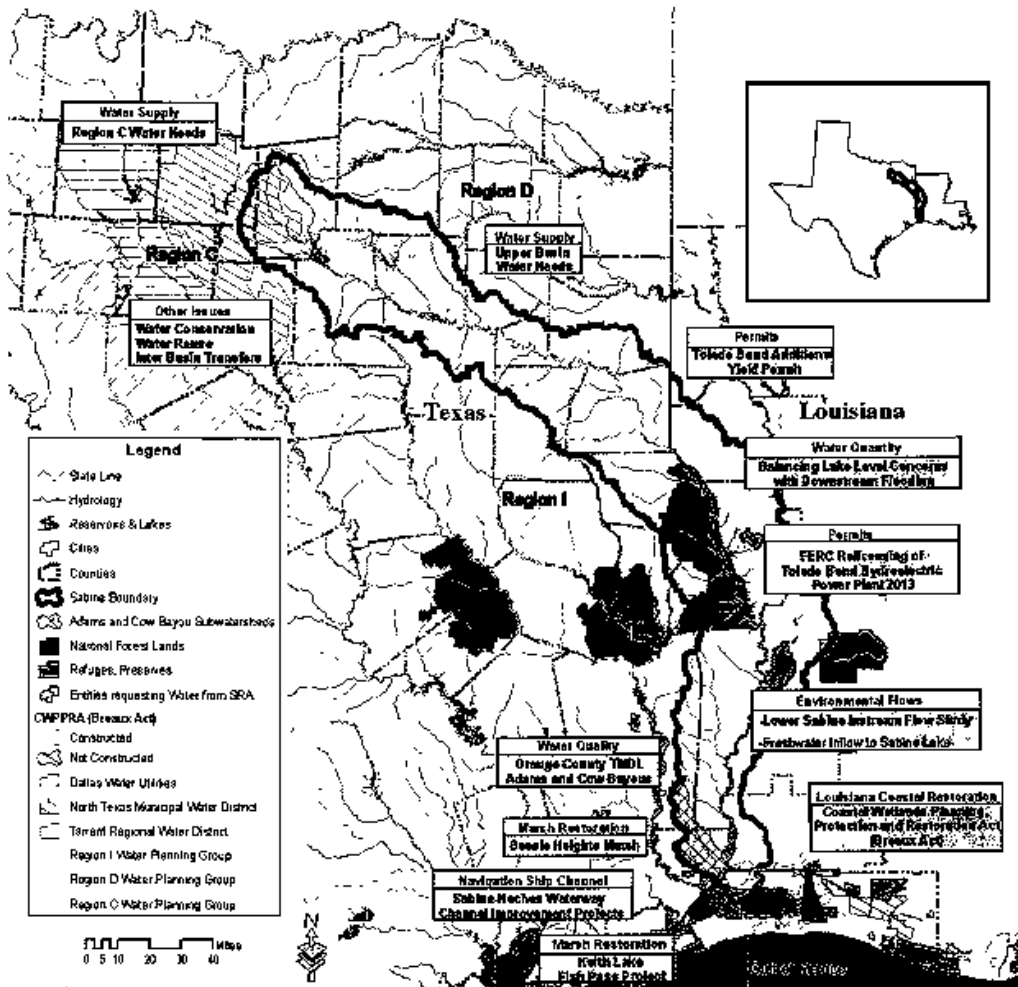 Water Supply
Region C Water Needs
Region D
Water Supply
Upper Basin
Water Needs
Region C
Other Issues
Water Conservation
Water Reuse
Inter Basin Transfers
Permits
Toledo Bend Additional
Yield Permit
Texas
Louisiana
Water Quantity
Balancing Lake Level Concerns
with Downstream Flooding
Region I
Permits
FERC Relicensing of
Toledo Bend Hydroelectric
Power Plant 2013
Environmental Flows
Lower Sabine Instream Flow Study
Freshwater Inflow to Sabine Lake
Water Quality
Orange County TMDL
Adams and Cow Bayous
Louisiana Coastal Restoration
Coastal Wetlands Planning
Protection and Restoration Act
(Breaux Act)
Marsh Restoration
Bessie Heights Marsh
Navigation Ship Channel
Sabine-Neches Waterway
Channel Improvement Projects
Marsh Restoration
Keith Lake
Fish Pass Project
Legend
State Line
Hydrology
Reservoirs & Lakes
Cities
Counties
Sabine Boundary
Adams and Cow Bayou Subwatersheds
National Forest Lands
Refuges, Preserves
Entities requesting Water from SRA
CWPPRA (Breaux Act)
Constructed
Not Constructed
Dallas Water Utilities
North Texas Municipal Water District
Tarrant Regional Water District
Region I Water Planning Group
Region D Water Planning Group
Region C Water Planning Group
Miles
0 5 10 20 30 40
N